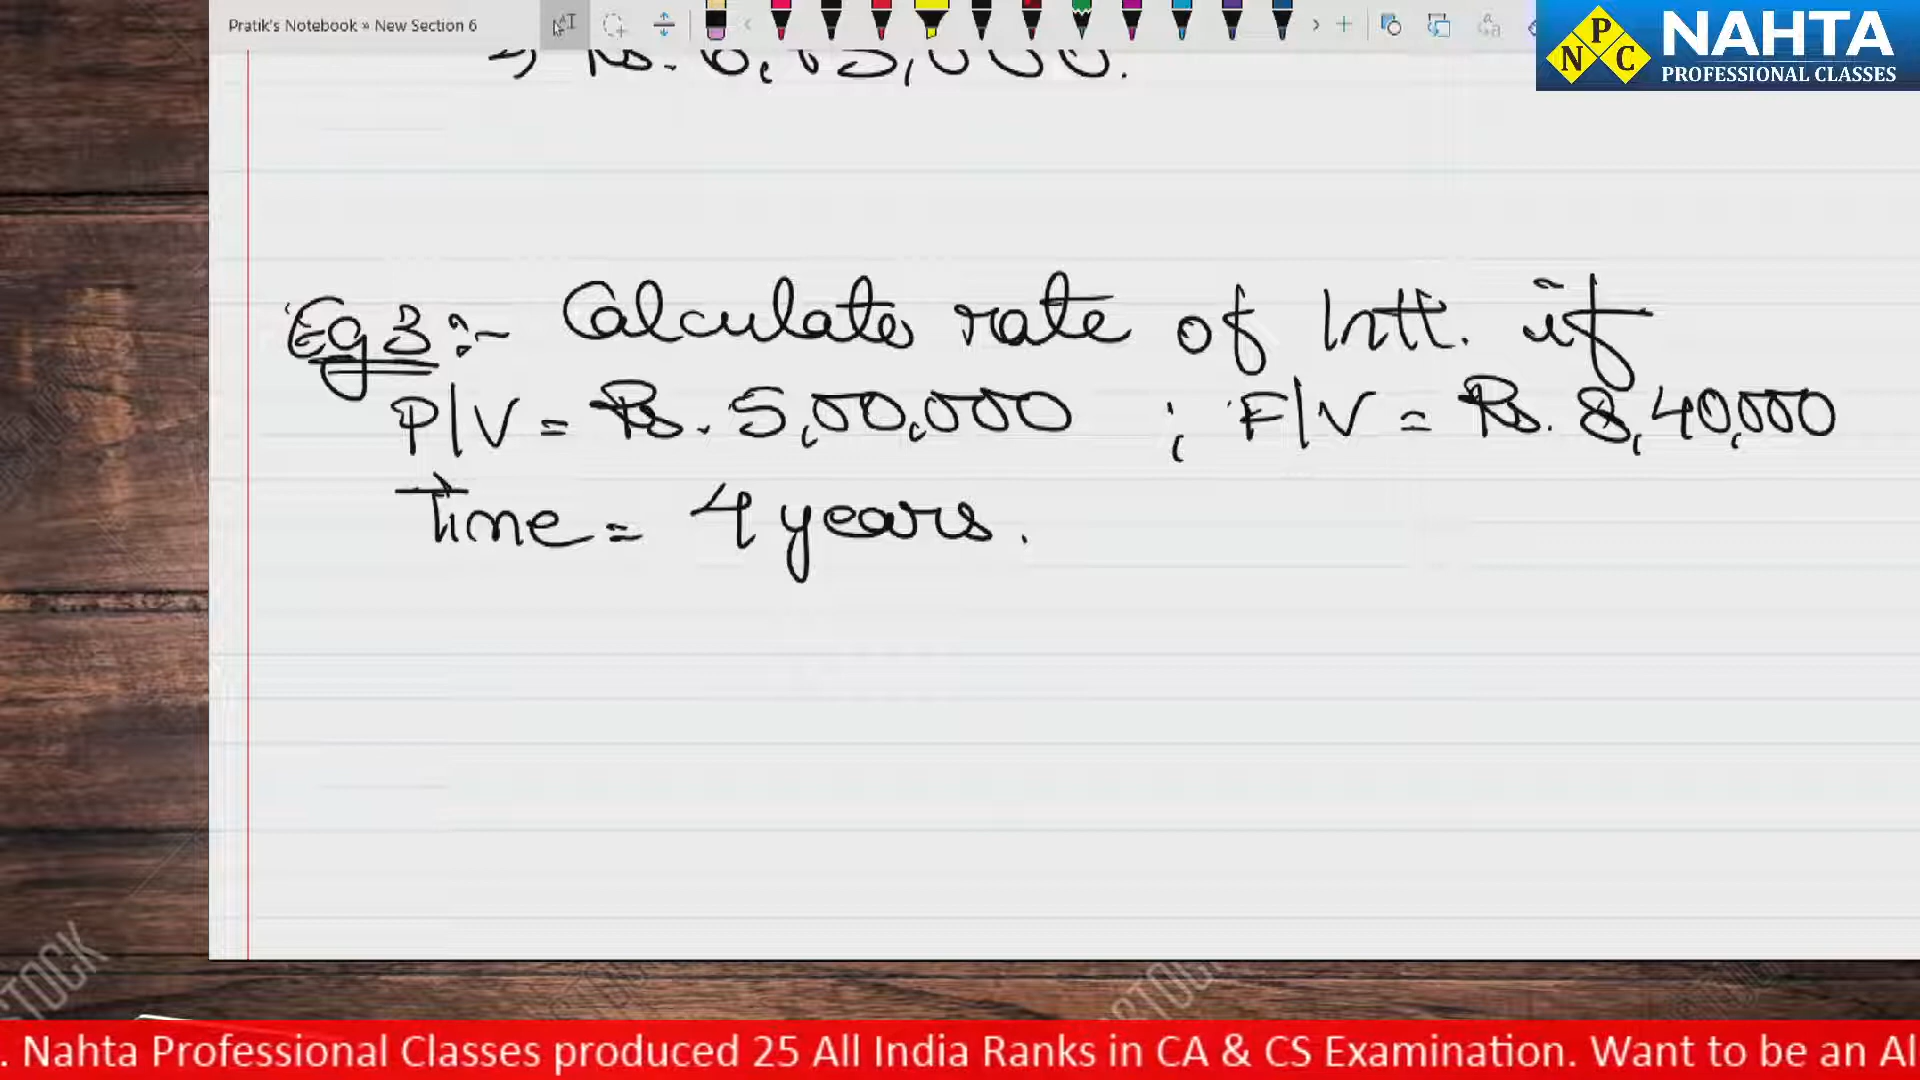 Pratik's Notebook » New Section 6
N P C
NAHTA
PROFESSIONAL CLASSES
Eg 3 :- Calculate rate of Intt. if
P/V = Rs. 5,00,000 ; F/V = Rs. 8,40,000
Time = 4 years.
. Nahta Professional Classes produced 25 All India Ranks in CA & CS Examination. Want to be an Al